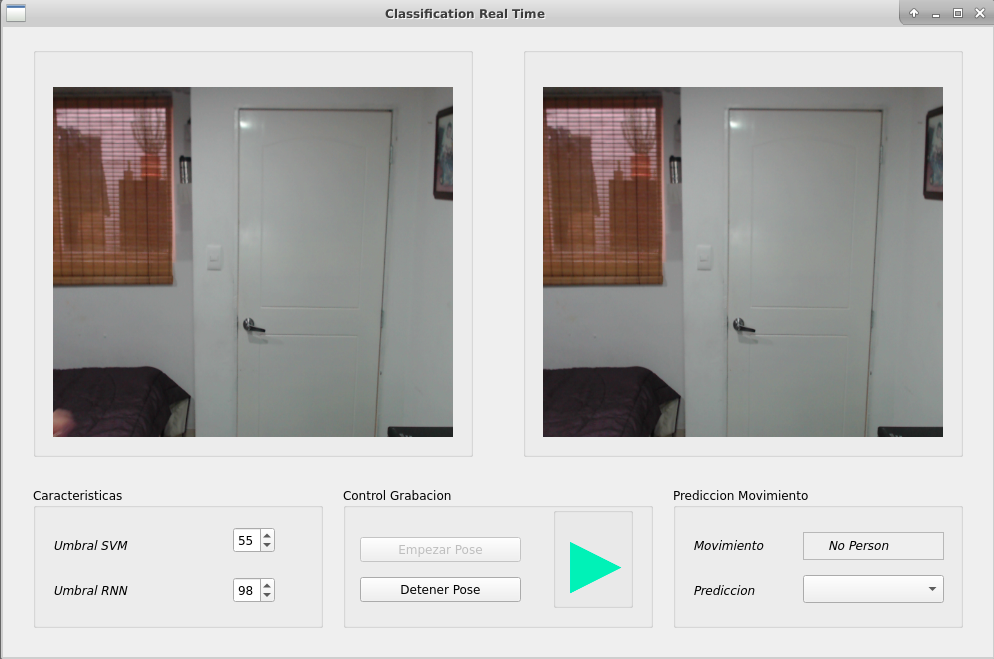 Classification Real Time
Caracteristicas
Umbral SVM 55
Umbral RNN 98
Control Grabacion
Empezar Pose
Detener Pose
Prediccion Movimiento
Movimiento No Person
Prediccion